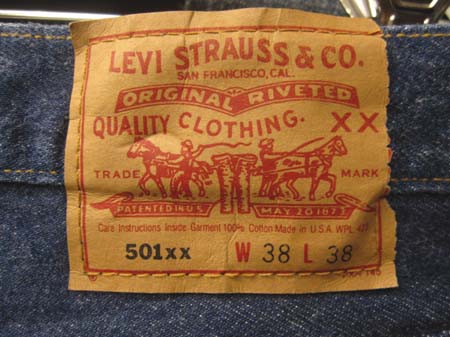 LEVI STRAUSS & CO.
SAN FRANCISCO, CAL.
ORIGINAL RIVETED
QUALITY CLOTHING. XX
TRADE MARK
PATENTED IN U.S. MAY 20 1873
Care Instructions Inside Garment 100% Cotton Made in U.S.A. WPL 423
501xx W 38 L 38